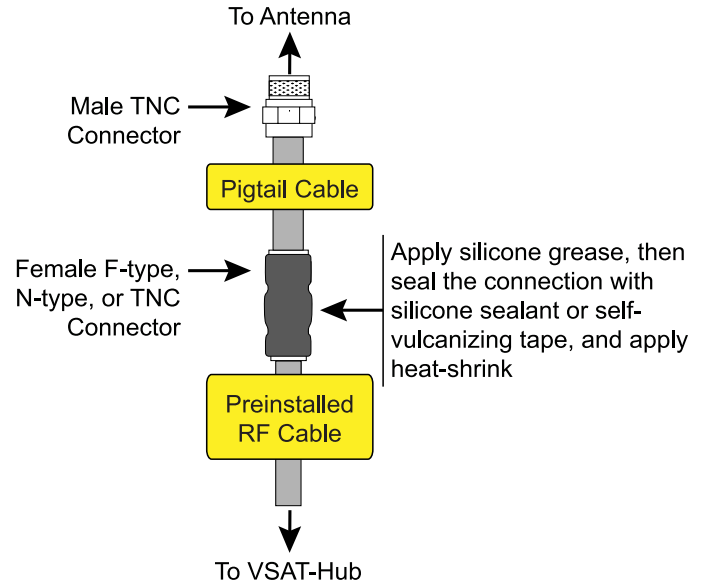 To Antenna
Male TNC
Connector
Pigtail Cable
Female F-type,
N-type, or TNC
Connector
Apply silicone grease, then
seal the connection with
silicone sealant or self-
vulcanizing tape, and apply
heat-shrink
Preinstalled
RF Cable
To VSAT-Hub